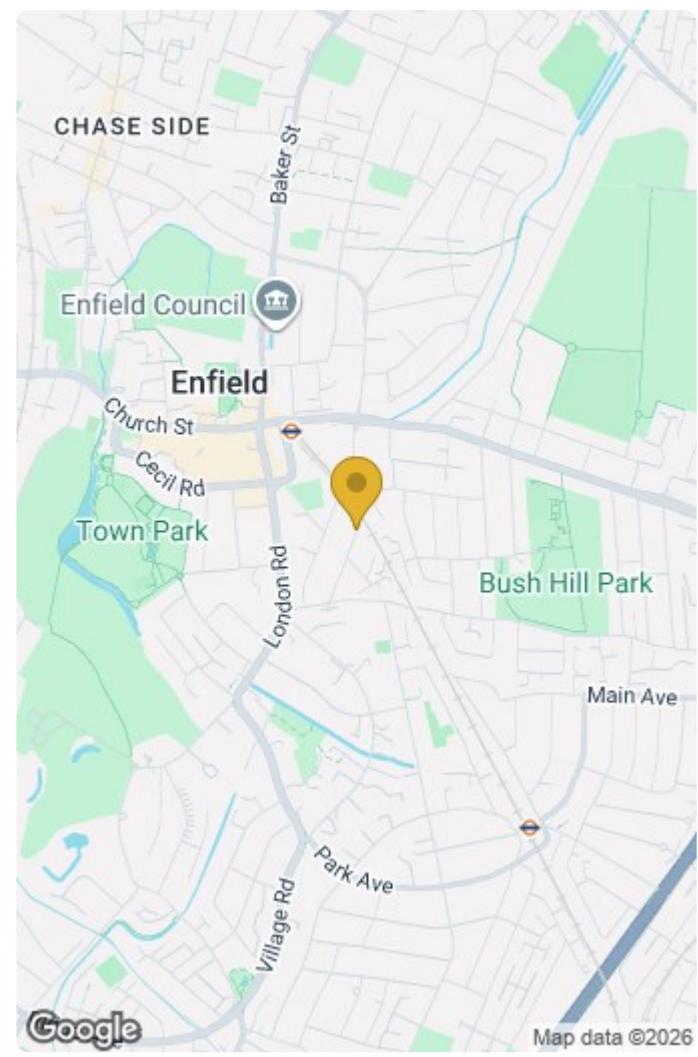 CHASE SIDE
Baker St
Enfield Council
Enfield
Church St
Cecil Rd
Town Park
London Rd
Bush Hill Park
Main Ave
Park Ave
Village Rd
Google
Map data ©2026